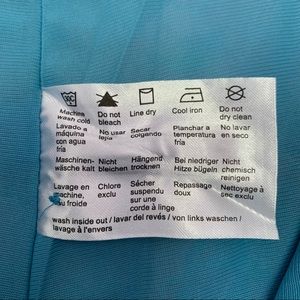 Machine wash cold
Do not bleach
Line dry
Cool iron
Do not dry clean
Lavado a máquina con agua fría
No usar lejía
Secar colgando
Planchar a temperatura fría
No lavar en seco
Maschinen-wäsche kalt
Nicht bleichen
Hängend trocknen
Bei niedriger Hitze bügeln
Nicht chemisch reinigen
Lavage en machine, eau froide
Chlore exclu
Sécher suspendu sur une corde à linge
Repassage doux
Nettoyage à sec exclu
wash inside out / lavar del revés / von links waschen /
lavage à l'envers